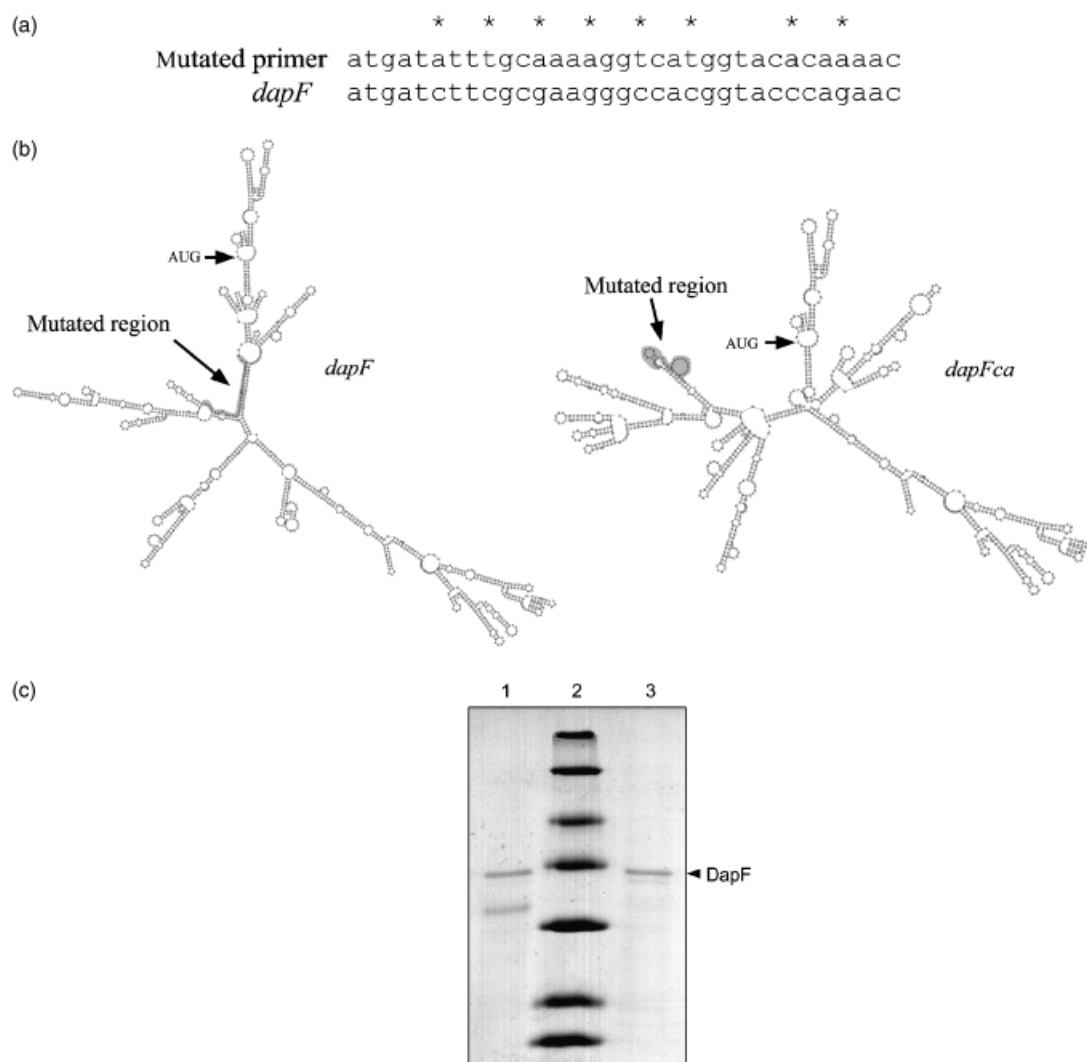 (a)
* * * * * * * *
Mutated primer atgatatttgcaaaaggtcatggtacacaaaac
dapF atgatcttcgcgaagggccacggtacccagaac
(b)
AUG
Mutated region
dapF
Mutated region
AUG
dapFca
(c)
1 2 3
DapF